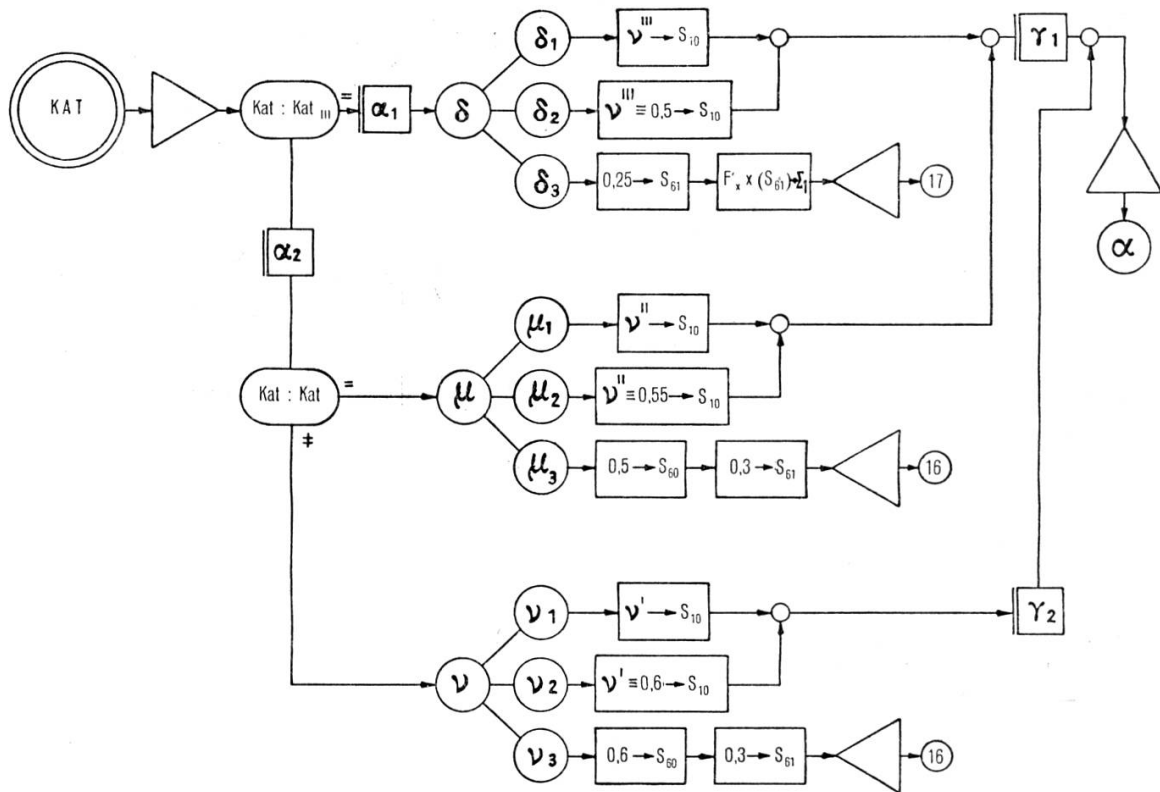 KAT
Kat : Kat III
=
α1
δ
δ1
ν''' → S10
δ2
ν''' ≡ 0,5 → S10
δ3
0,25 → S61
F'x × (S61) → Σ1
17
γ1
α
α2
Kat : Kat
=
≠
μ
μ1
ν'' → S10
μ2
ν'' ≡ 0,55 → S10
μ3
0,5 → S60
0,3 → S61
16
ν
ν1
ν' → S10
ν2
ν' ≡ 0,6 → S10
ν3
0,6 → S60
0,3 → S61
16
γ2